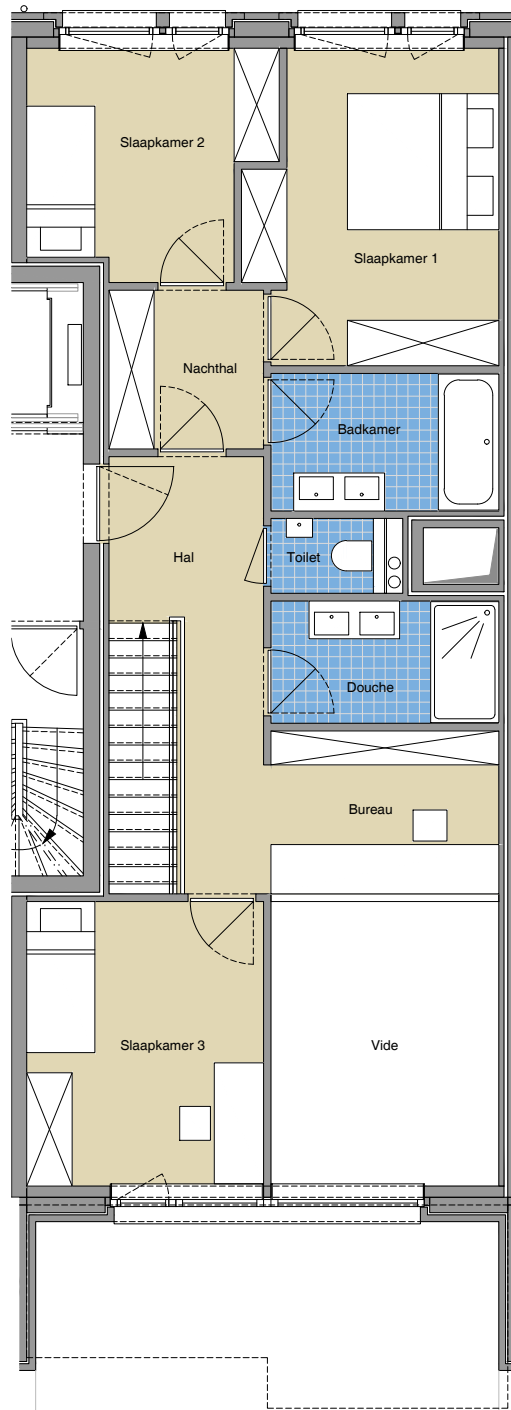 Slaapkamer 2
Slaapkamer 1
Nachthal
Badkamer
Hal
Toilet
Douche
Bureau
Slaapkamer 3
Vide